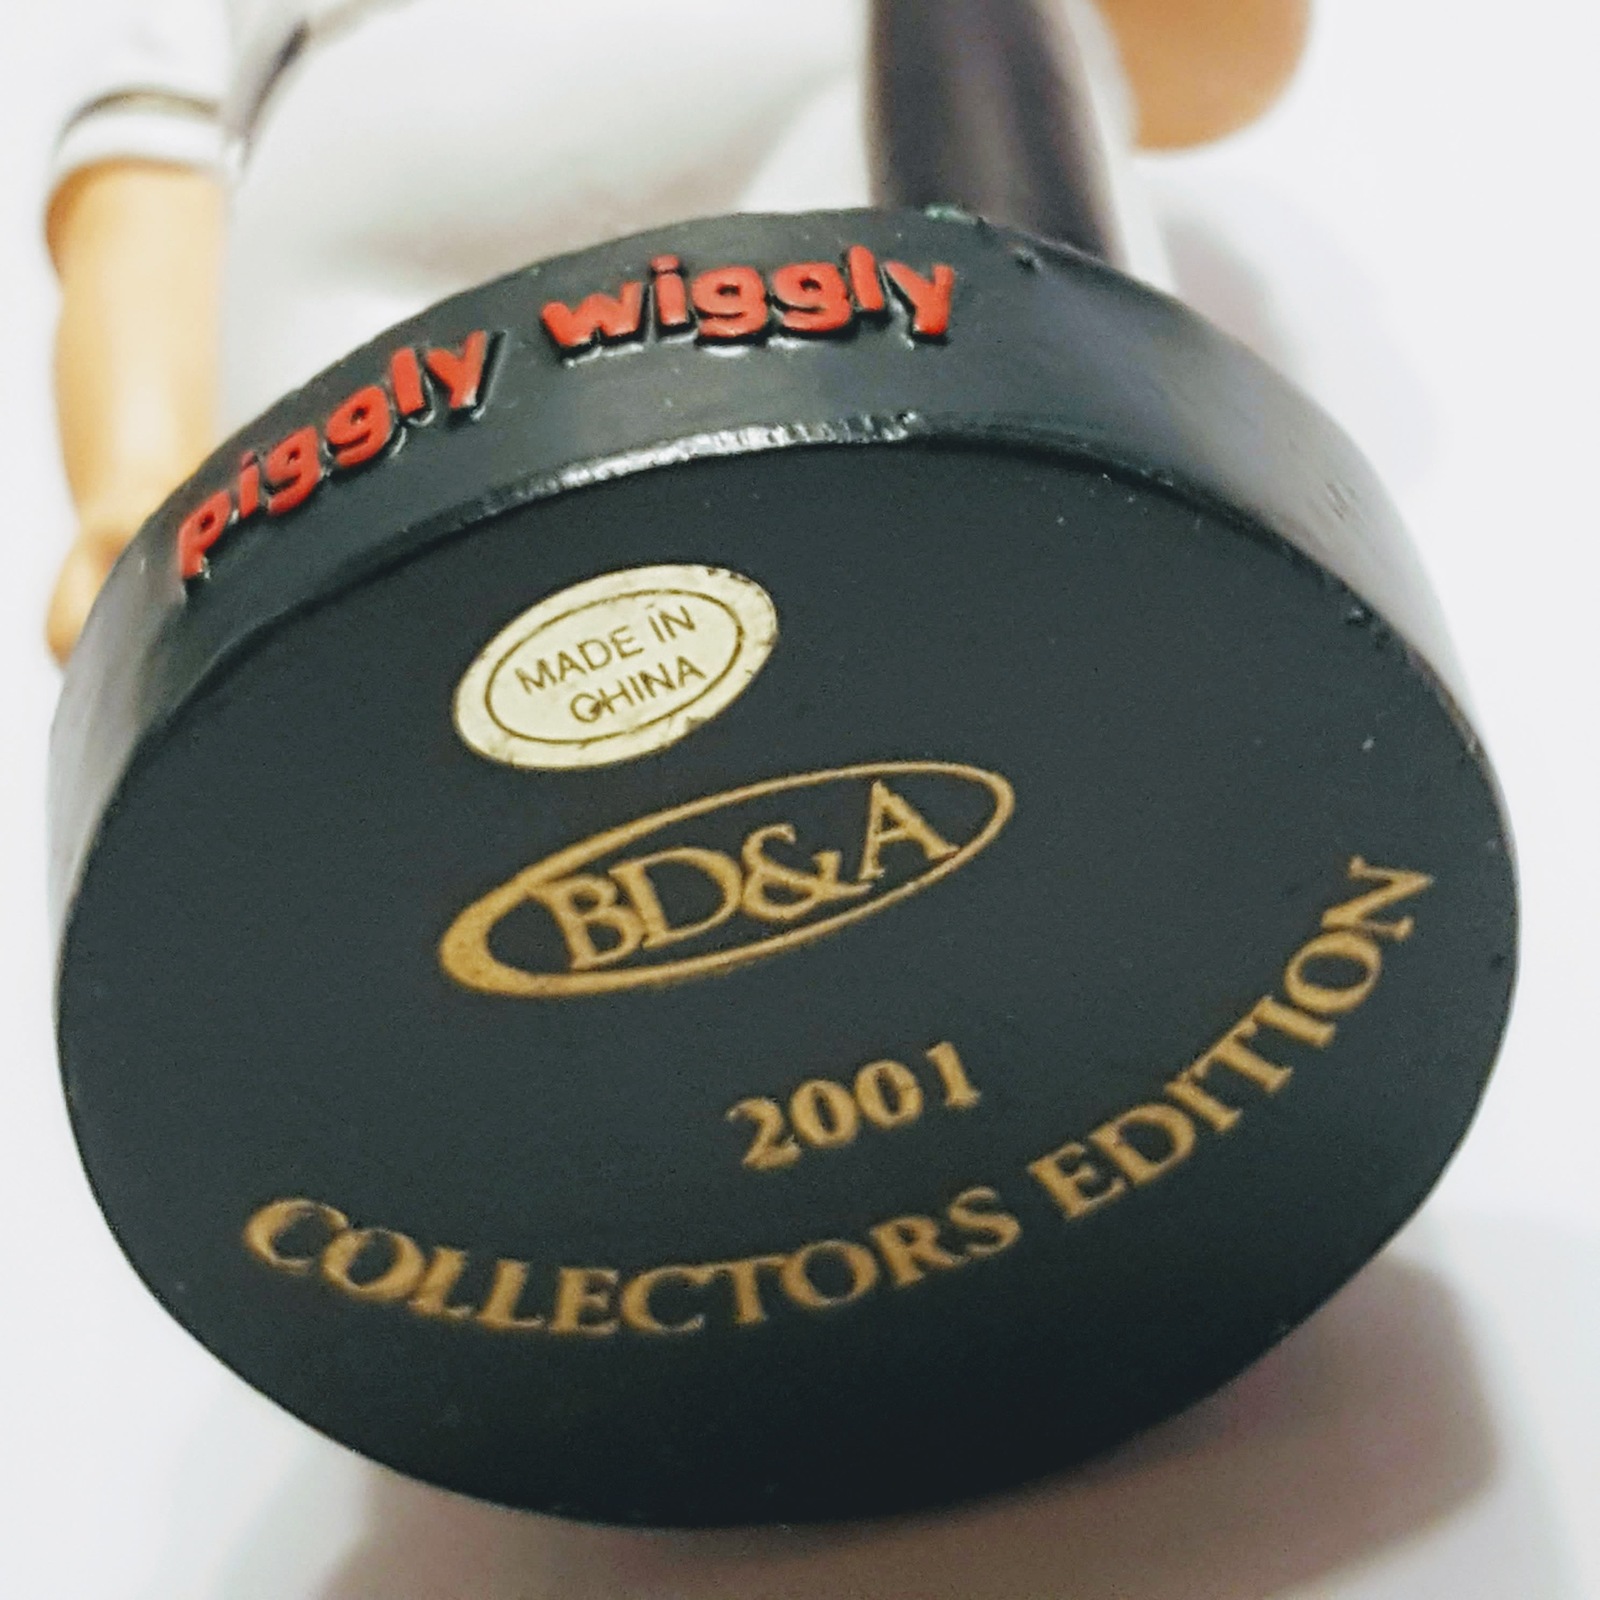 piggly wiggly
MADE IN
CHINA
BD&A
2001
COLLECTORS EDITION